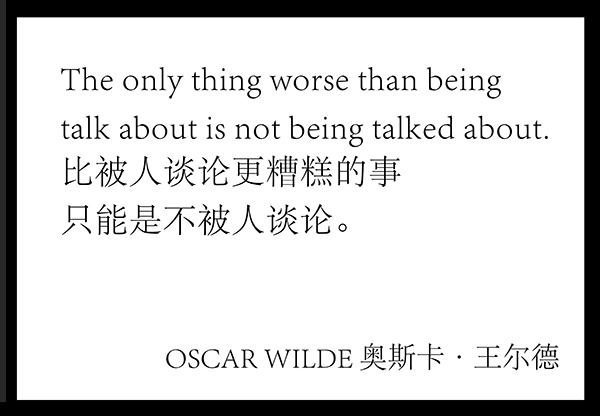 The only thing worse than being
talk about is not being talked about.
比被人谈论更糟糕的事
只能是不被人谈论。
OSCAR WILDE 奥斯卡 · 王尔德